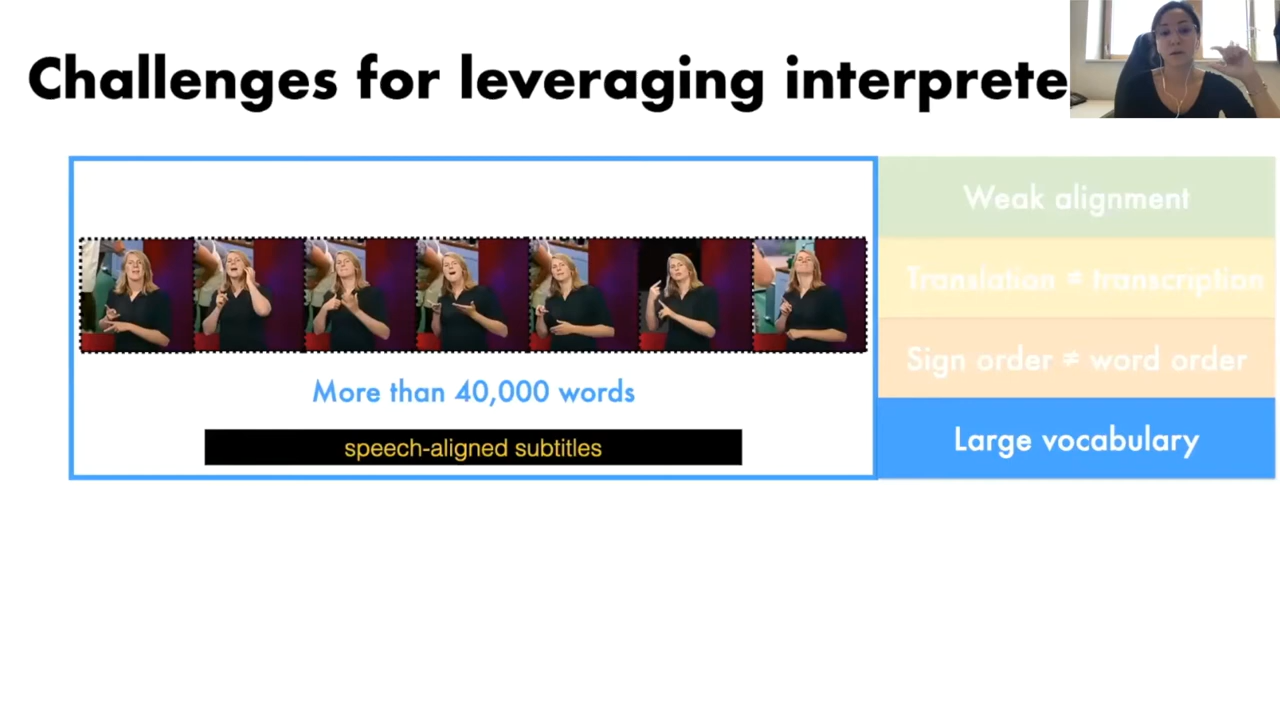 Challenges for leveraging interprete
Weak alignment
Translation ≠ transcription
Sign order ≠ word order
More than 40,000 words
Large vocabulary
speech-aligned subtitles